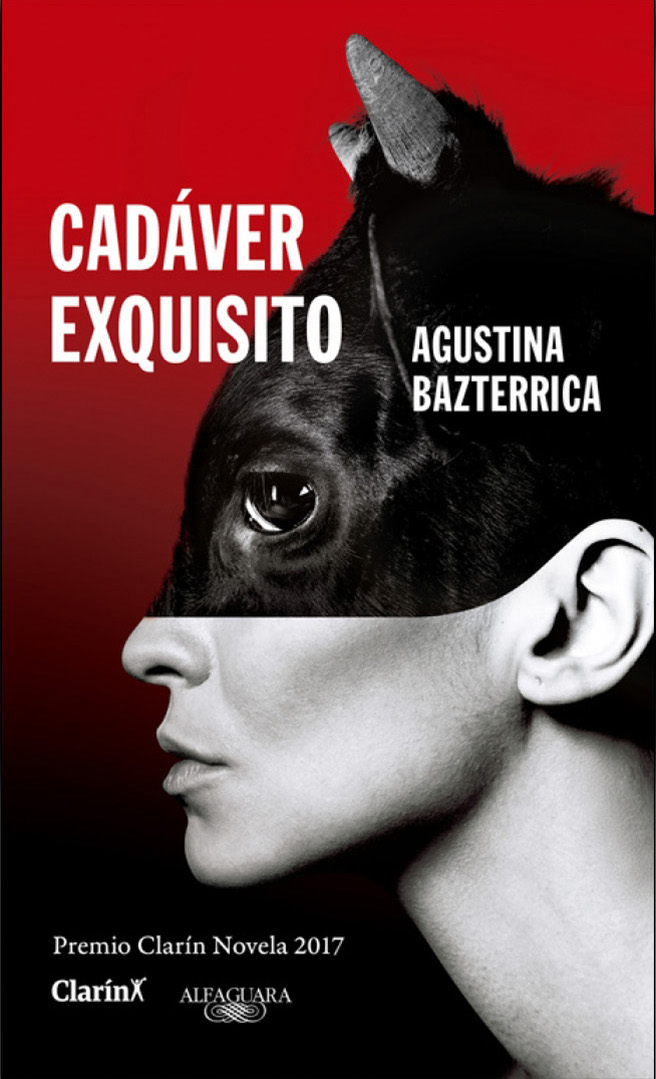 CADÁVER
EXQUISITO
AGUSTINA
BAZTERRICA
Premio Clarín Novela 2017
Clarín
ALFAGUARA